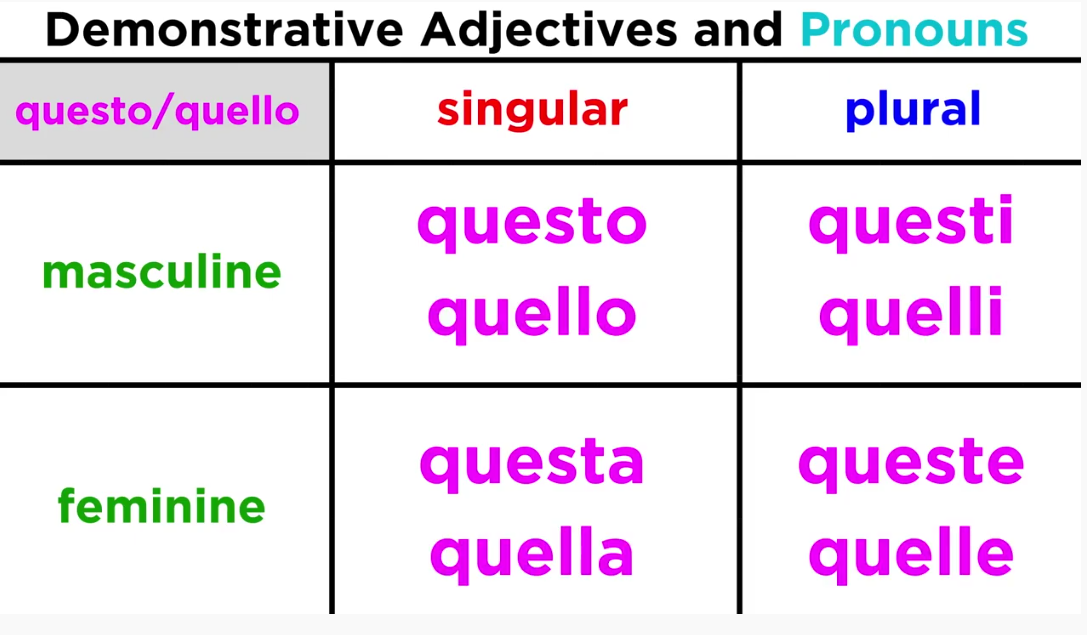 Demonstrative Adjectives and Pronouns
questo/quello singular plural
masculine
questo questi
quello quelli
feminine
questa queste
quella quelle